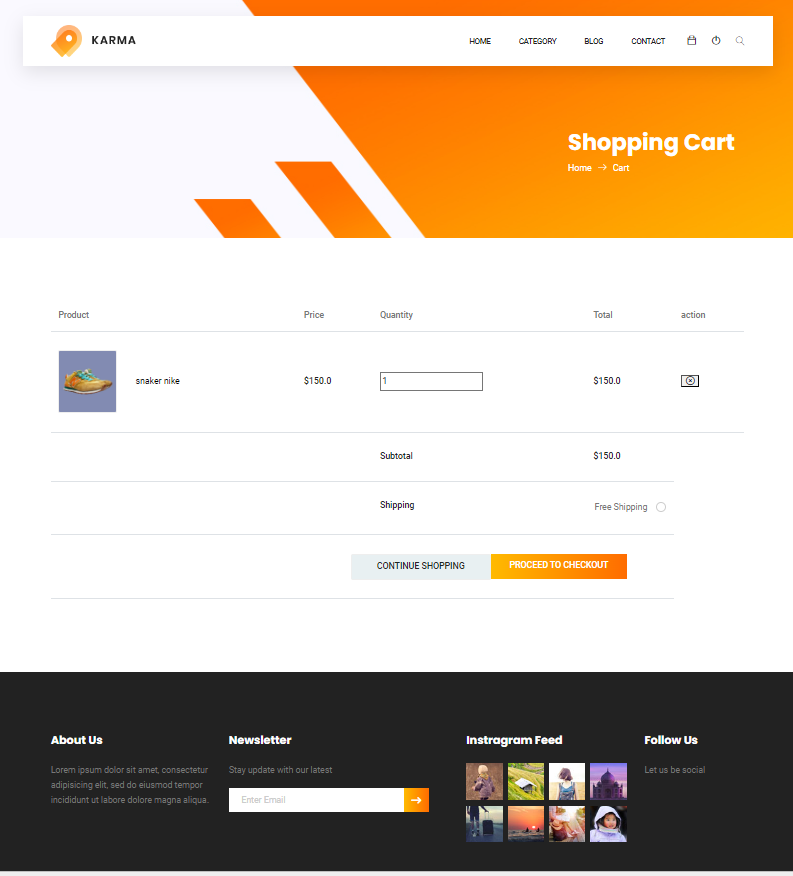 KARMA
HOME CATEGORY BLOG CONTACT
Shopping Cart
Home → Cart
Product Price Quantity Total action
snaker nike $150.0 1 $150.0
Subtotal $150.0
Shipping Free Shipping
CONTINUE SHOPPING PROCEED TO CHECKOUT
About Us
Lorem ipsum dolor sit amet, consectetur
adipisicing elit, sed do eiusmod tempor
incididunt ut labore dolore magna aliqua.
Newsletter
Stay update with our latest
Enter Email
Instragram Feed
Follow Us
Let us be social